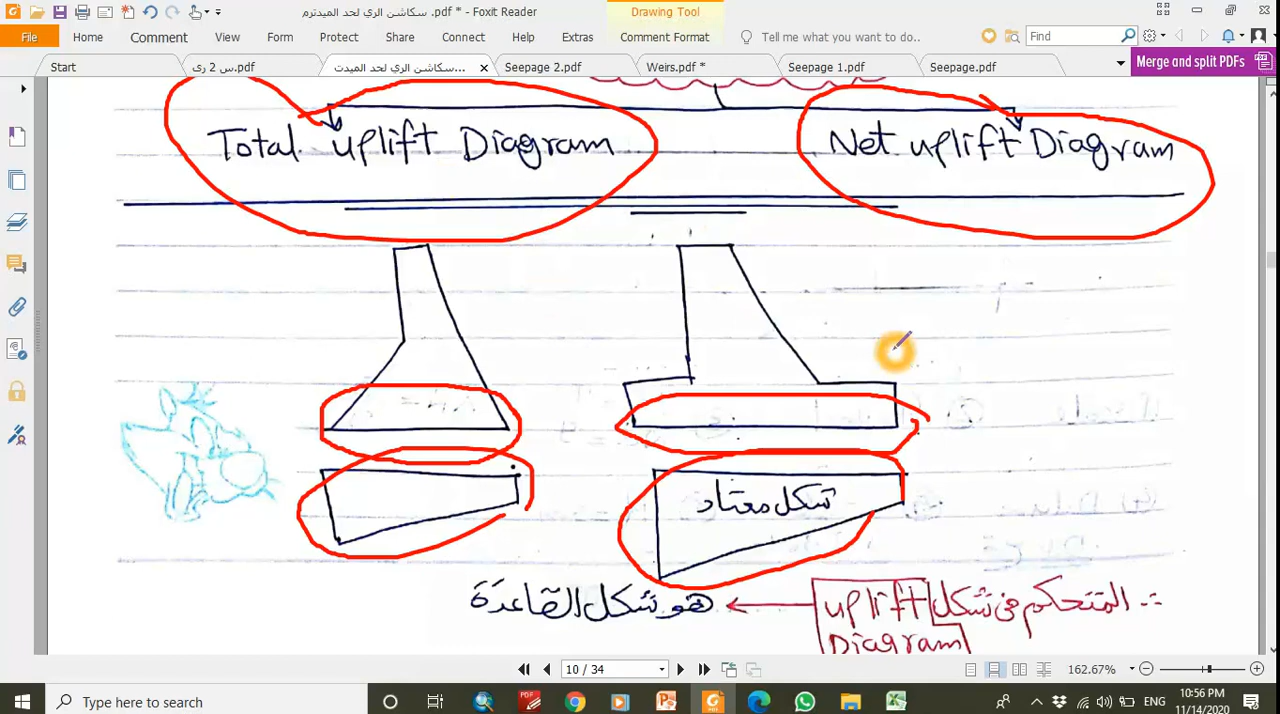 سكاشن الري لحد الميدترم .pdf * - Foxit Reader
Drawing Tool
File Home Comment View Form Protect Share Connect Help Extras Comment Format Tell me what you want to do... Find
Start س 2 رى.pdf سكاشن الري لحد الميدت... Seepage 2.pdf Weirs.pdf * Seepage 1.pdf Seepage.pdf Merge and split PDFs
Total uplift Diagram Net uplift Diagram
شكل معتاد
∴ المتحكم فى شكل uplift Diagram ← هو شكل القاعدة
10 / 34 162.67%
Type here to search
ENG
10:56 PM
11/14/2020